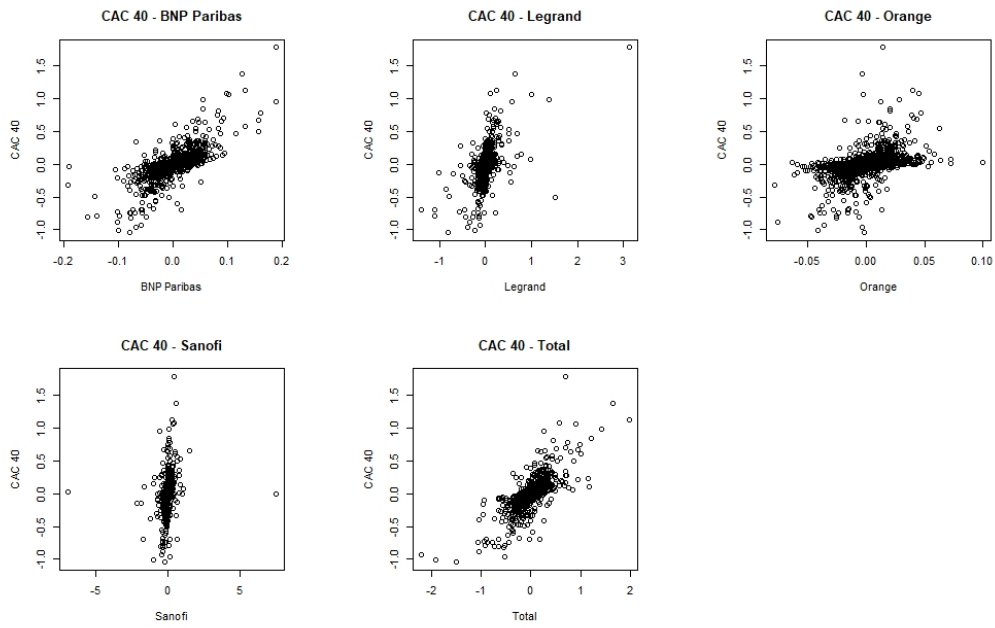 CAC 40 - BNP Paribas
CAC 40
1.5
1.0
0.5
0.0
-0.5
-1.0
-0.2 -0.1 0.0 0.1 0.2
BNP Paribas
CAC 40 - Legrand
CAC 40
1.5
1.0
0.5
0.0
-0.5
-1.0
-1 0 1 2 3
Legrand
CAC 40 - Orange
CAC 40
1.5
1.0
0.5
0.0
-0.5
-1.0
-0.05 0.00 0.05 0.10
Orange
CAC 40 - Sanofi
CAC 40
1.5
1.0
0.5
0.0
-0.5
-1.0
-5 0 5
Sanofi
CAC 40 - Total
CAC 40
1.5
1.0
0.5
0.0
-0.5
-1.0
-2 -1 0 1 2
Total